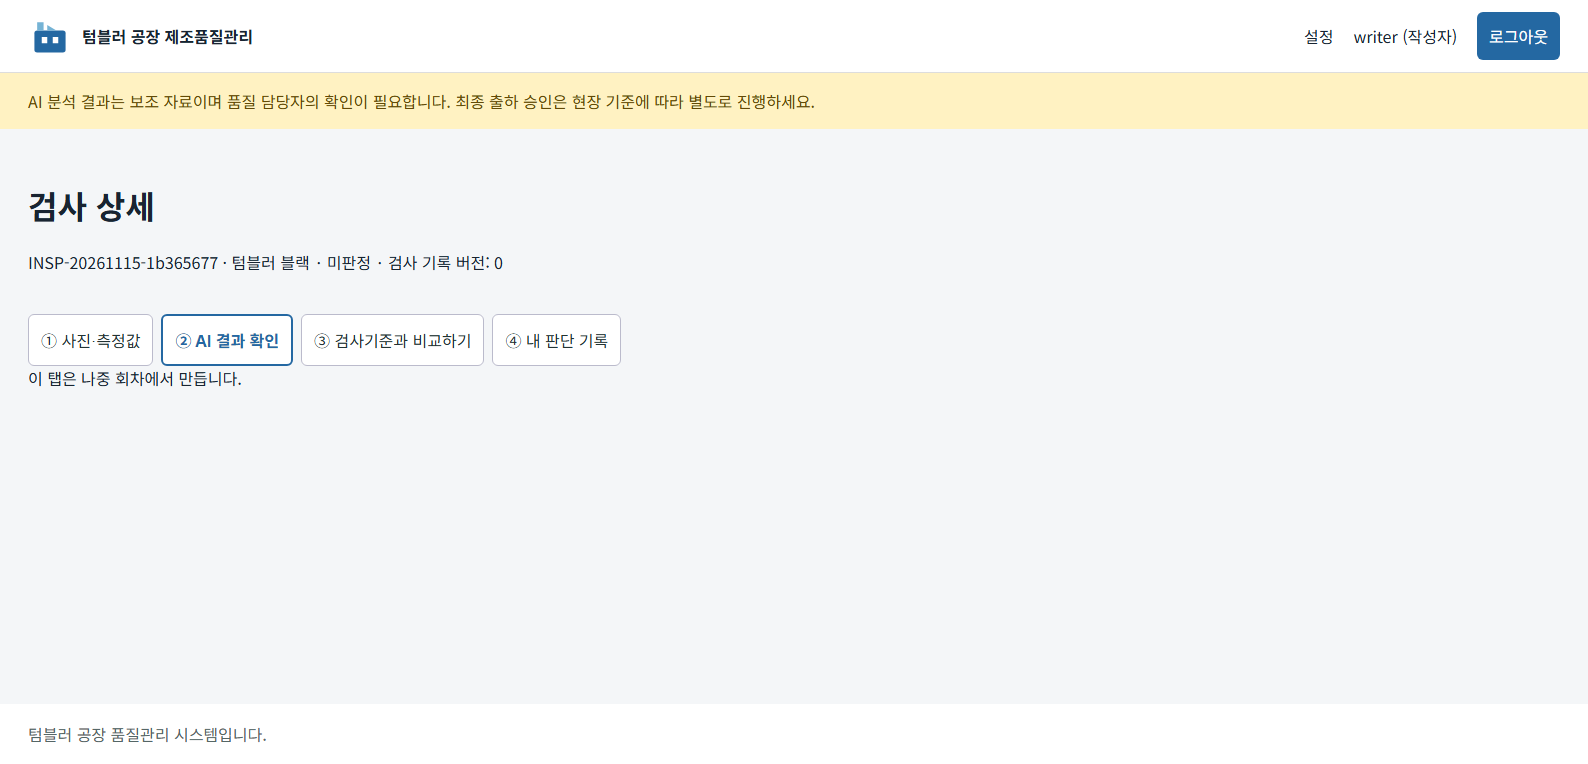 텀블러 공장 제조품질관리
설정 writer (작성자) 로그아웃
AI 분석 결과는 보조 자료이며 품질 담당자의 확인이 필요합니다. 최종 출하 승인은 현장 기준에 따라 별도로 진행하세요.
검사 상세
INSP-20261115-1b365677 · 텀블러 블랙 · 미판정 · 검사 기록 버전: 0
① 사진·측정값 ② AI 결과 확인 ③ 검사기준과 비교하기 ④ 내 판단 기록
이 탭은 나중 회차에서 만듭니다.
텀블러 공장 품질관리 시스템입니다.